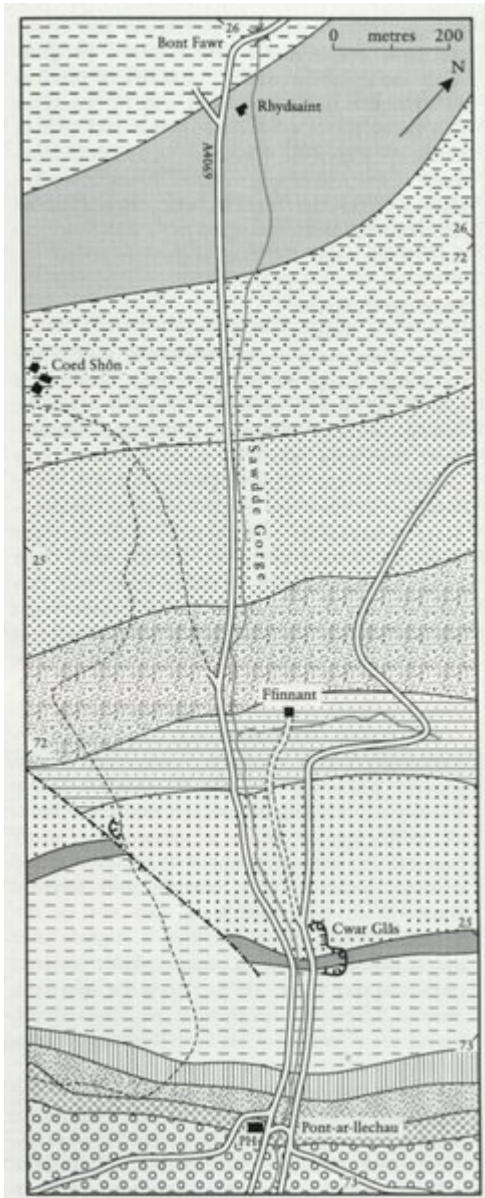 26
Bont Fawr
0 metres 200
N
Rhydsaint
A4069
26
72
Coed Shôn
Sawdde Gorge
25
Ffinnant
72
Cwar Glâs
25
73
Pont-ar-llechau
PH
73